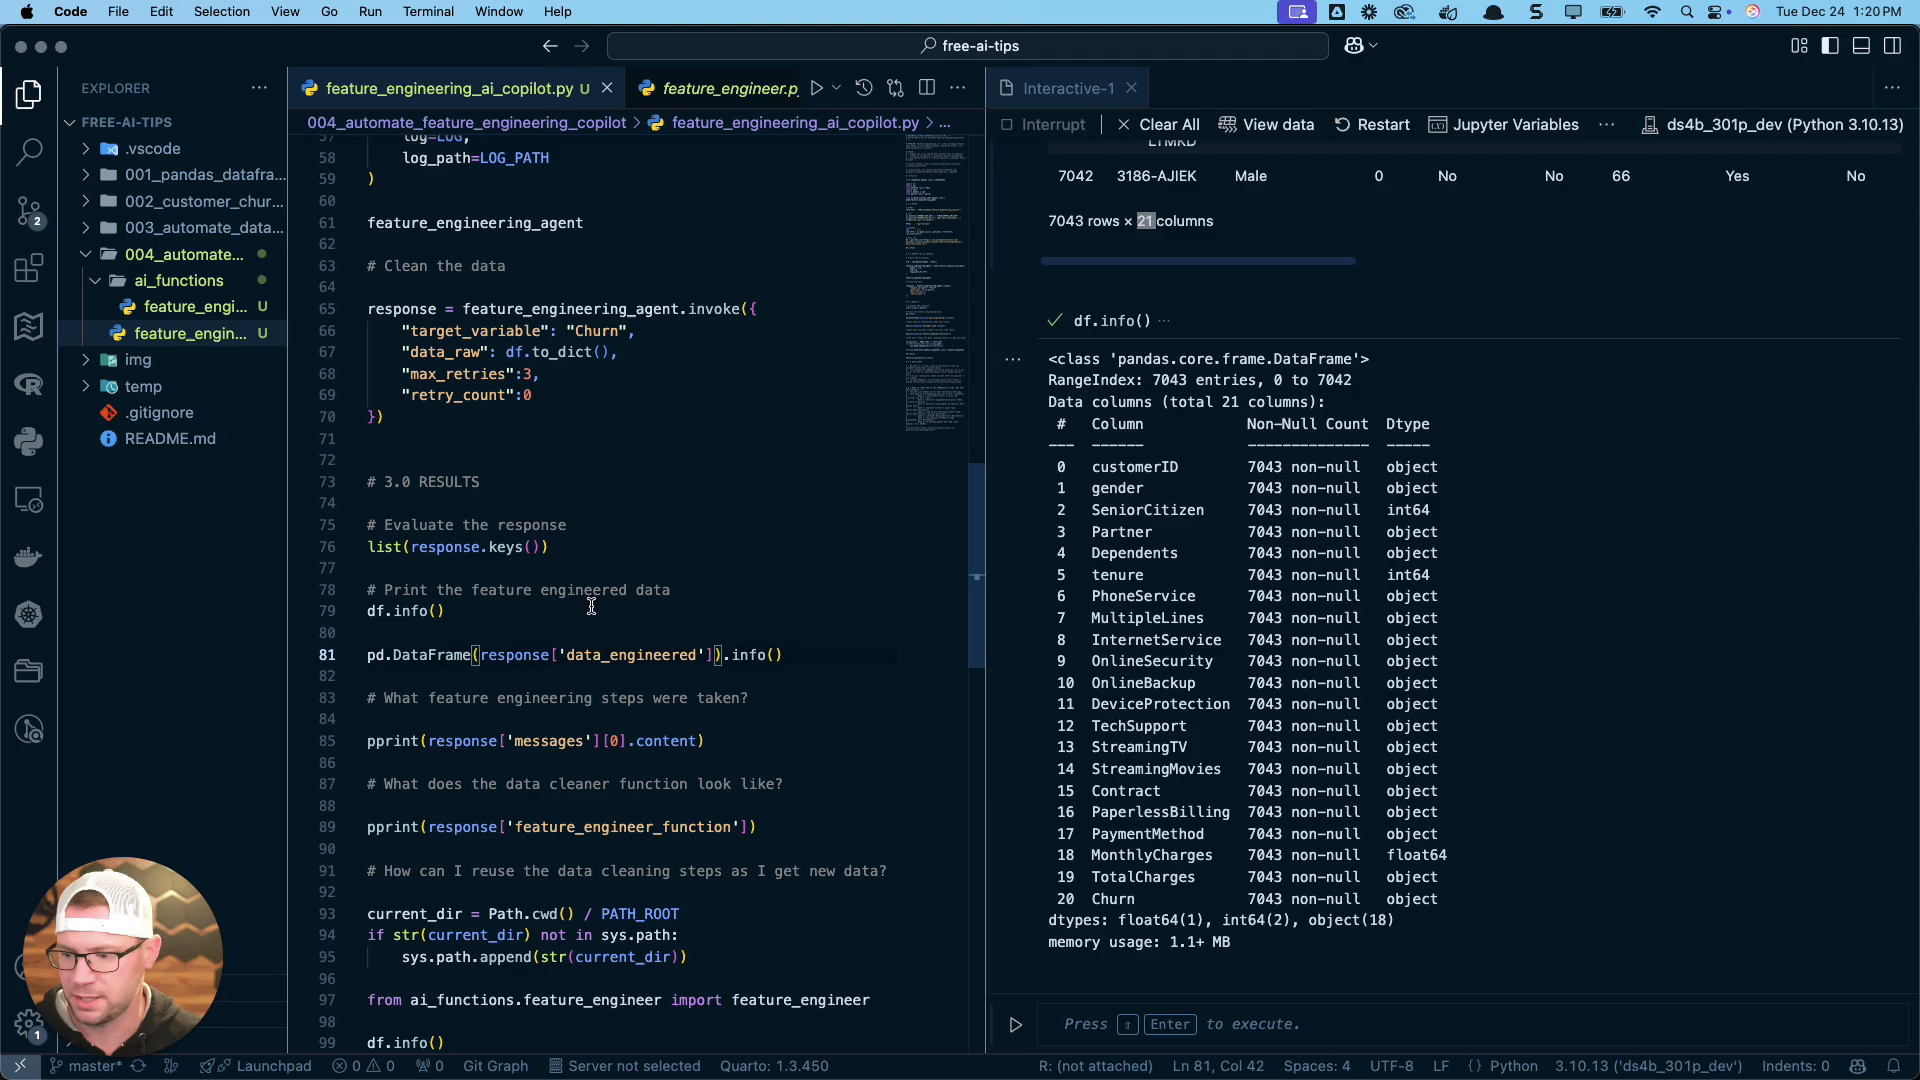 Code File Edit Selection View Go Run Terminal Window Help
Tue Dec 24 1:20 PM
free-ai-tips
EXPLORER
FREE-AI-TIPS
.vscode
001_pandas_datafra...
002_customer_chur...
003_automate_data...
004_automate...
ai_functions
feature_engi... U
feature_engin... U
img
temp
.gitignore
README.md
2
1
feature_engineering_ai_copilot.py U
feature_engineer.p
004_automate_feature_engineering_copilot > feature_engineering_ai_copilot.py > ...
57 log=LOG,
58 log_path=LOG_PATH
59 )
60
61 feature_engineering_agent
62
63 # Clean the data
64
65 response = feature_engineering_agent.invoke({
66 "target_variable": "Churn",
67 "data_raw": df.to_dict(),
68 "max_retries":3,
69 "retry_count":0
70 })
71
72
73 # 3.0 RESULTS
74
75 # Evaluate the response
76 list(response.keys())
77
78 # Print the feature engineered data
79 df.info()
80
81 pd.DataFrame(response['data_engineered']).info()
82
83 # What feature engineering steps were taken?
84
85 pprint(response['messages'][0].content)
86
87 # What does the data cleaner function look like?
88
89 pprint(response['feature_engineer_function'])
90
91 # How can I reuse the data cleaning steps as I get new data?
92
93 current_dir = Path.cwd() / PATH_ROOT
94 if str(current_dir) not in sys.path:
95 sys.path.append(str(current_dir))
96
97 from ai_functions.feature_engineer import feature_engineer
98
99 df.info()
Interactive-1
Interrupt | Clear All View data Restart Jupyter Variables ... ds4b_301p_dev (Python 3.10.13)
LTMKD
7042 3186-AJIEK Male 0 No No 66 Yes No
7043 rows × 21 columns
df.info() ...
<class 'pandas.core.frame.DataFrame'>
RangeIndex: 7043 entries, 0 to 7042
Data columns (total 21 columns):
# Column Non-Null Count Dtype
--- ------ -------------- -----
0 customerID 7043 non-null object
1 gender 7043 non-null object
2 SeniorCitizen 7043 non-null int64
3 Partner 7043 non-null object
4 Dependents 7043 non-null object
5 tenure 7043 non-null int64
6 PhoneService 7043 non-null object
7 MultipleLines 7043 non-null object
8 InternetService 7043 non-null object
9 OnlineSecurity 7043 non-null object
10 OnlineBackup 7043 non-null object
11 DeviceProtection 7043 non-null object
12 TechSupport 7043 non-null object
13 StreamingTV 7043 non-null object
14 StreamingMovies 7043 non-null object
15 Contract 7043 non-null object
16 PaperlessBilling 7043 non-null object
17 PaymentMethod 7043 non-null object
18 MonthlyCharges 7043 non-null float64
19 TotalCharges 7043 non-null object
20 Churn 7043 non-null object
dtypes: float64(1), int64(2), object(18)
memory usage: 1.1+ MB
Press ⇧ Enter to execute.
master* Launchpad 0 0 0 Git Graph Server not selected Quarto: 1.3.450
R: (not attached) Ln 81, Col 42 Spaces: 4 UTF-8 LF {} Python 3.10.13 ('ds4b_301p_dev') Indents: 0